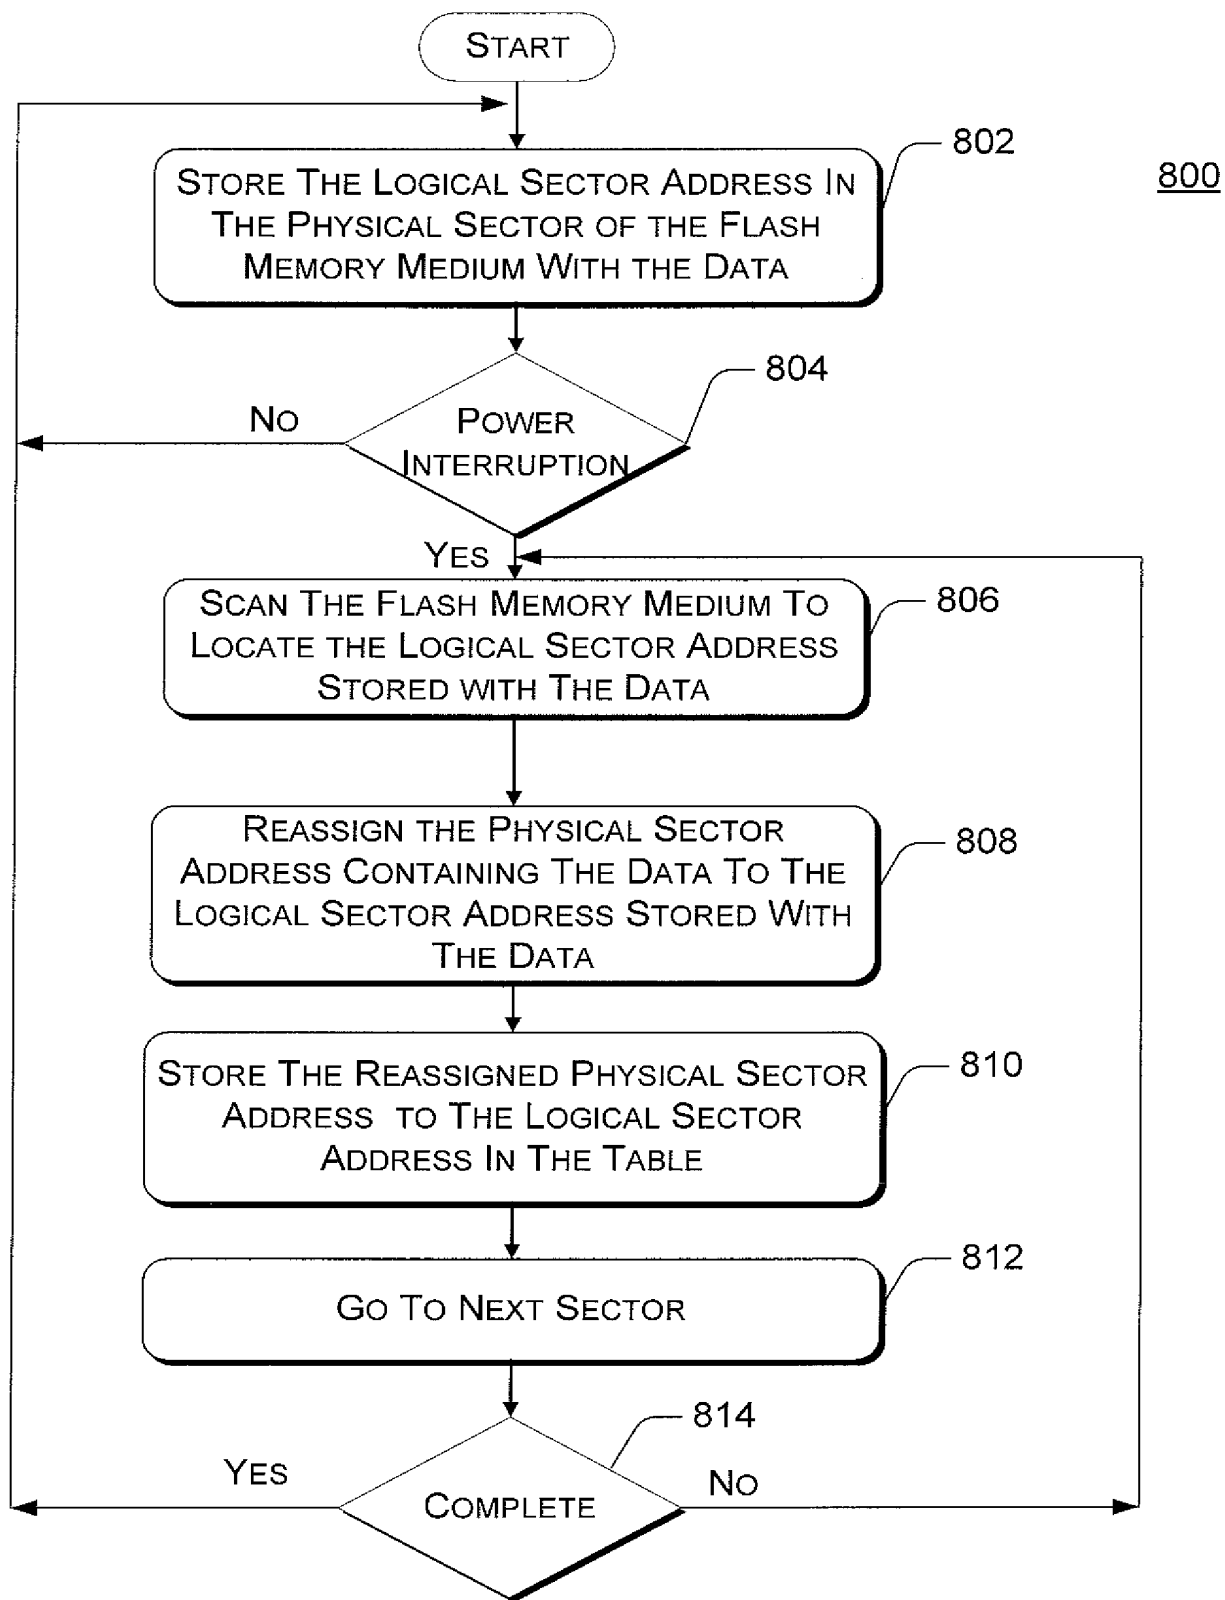 START
802
800
STORE THE LOGICAL SECTOR ADDRESS IN
THE PHYSICAL SECTOR OF THE FLASH
MEMORY MEDIUM WITH THE DATA
804
NO
POWER
INTERRUPTION
YES
806
SCAN THE FLASH MEMORY MEDIUM TO
LOCATE THE LOGICAL SECTOR ADDRESS
STORED WITH THE DATA
808
REASSIGN THE PHYSICAL SECTOR
ADDRESS CONTAINING THE DATA TO THE
LOGICAL SECTOR ADDRESS STORED WITH
THE DATA
810
STORE THE REASSIGNED PHYSICAL SECTOR
ADDRESS TO THE LOGICAL SECTOR
ADDRESS IN THE TABLE
812
GO TO NEXT SECTOR
814
YES
NO
COMPLETE